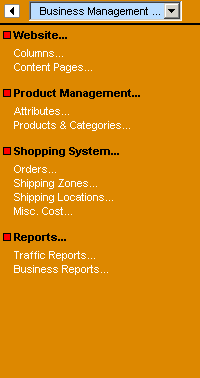 Business Management ...
Website...
Columns...
Content Pages...
Product Management...
Attributes...
Products & Categories...
Shopping System...
Orders...
Shipping Zones...
Shipping Locations...
Misc. Cost...
Reports...
Traffic Reports...
Business Reports...